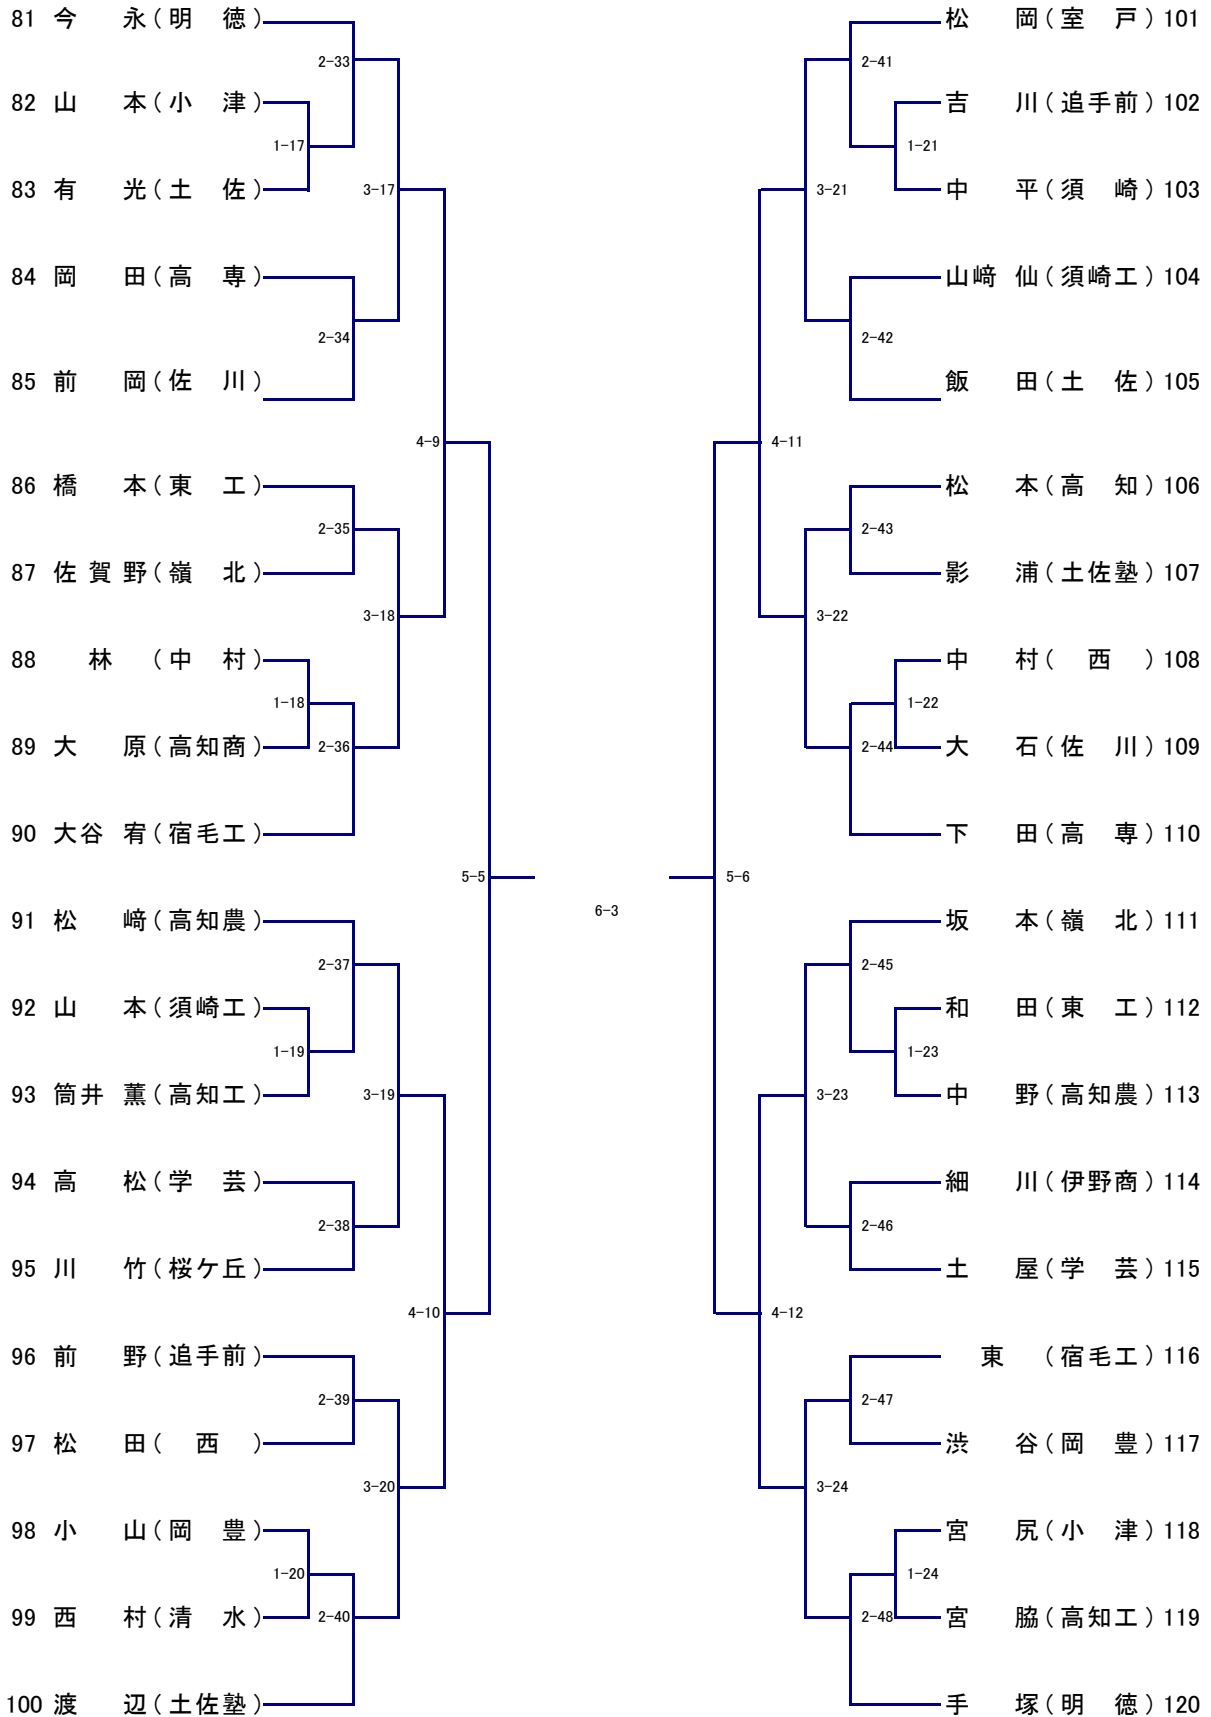 81 今 永(明 徳)
2-33
82 山 本(小 津)
1-17
83 有 光(土 佐)
3-17
84 岡 田(高 専)
2-34
85 前 岡(佐 川)
4-9
86 橋 本(東 工)
2-35
87 佐賀野(嶺 北)
3-18
88 林 (中 村)
1-18
89 大 原(高知商)
2-36
90 大谷 宥(宿毛工)
5-5
91 松 﨑(高知農)
2-37
92 山 本(須崎工)
1-19
93 筒井 薫(高知工)
3-19
94 高 松(学 芸)
2-38
95 川 竹(桜ケ丘)
4-10
96 前 野(追手前)
2-39
97 松 田( 西 )
3-20
98 小 山(岡 豊)
1-20
99 西 村(清 水)
2-40
100 渡 辺(土佐塾)
6-3
松 岡(室 戸)101
2-41
吉 川(追手前)102
1-21
中 平(須 崎)103
3-21
山﨑 仙(須崎工)104
2-42
飯 田(土 佐)105
4-11
松 本(高 知)106
2-43
影 浦(土佐塾)107
3-22
中 村( 西 )108
1-22
大 石(佐 川)109
2-44
下 田(高 専)110
5-6
坂 本(嶺 北)111
2-45
和 田(東 工)112
1-23
中 野(高知農)113
3-23
細 川(伊野商)114
2-46
土 屋(学 芸)115
4-12
東 (宿毛工)116
2-47
渋 谷(岡 豊)117
3-24
宮 尻(小 津)118
1-24
宮 脇(高知工)119
2-48
手 塚(明 徳)120